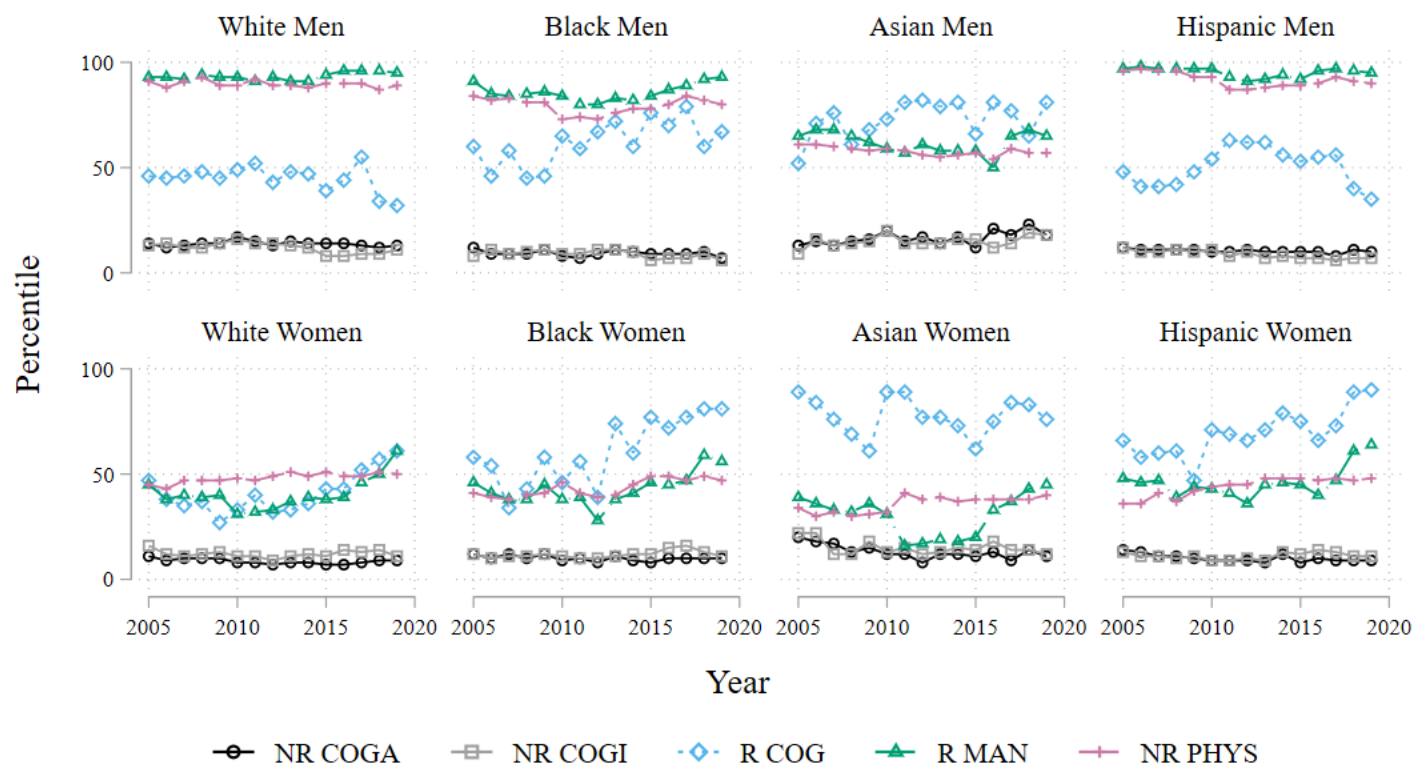 White Men Black Men Asian Men Hispanic Men
100
50
0
Percentile
White Women Black Women Asian Women Hispanic Women
100
50
0
2005 2010 2015 2020 2005 2010 2015 2020 2005 2010 2015 2020 2005 2010 2015 2020
Year
NR COGA NR COGI R COG R MAN NR PHYS